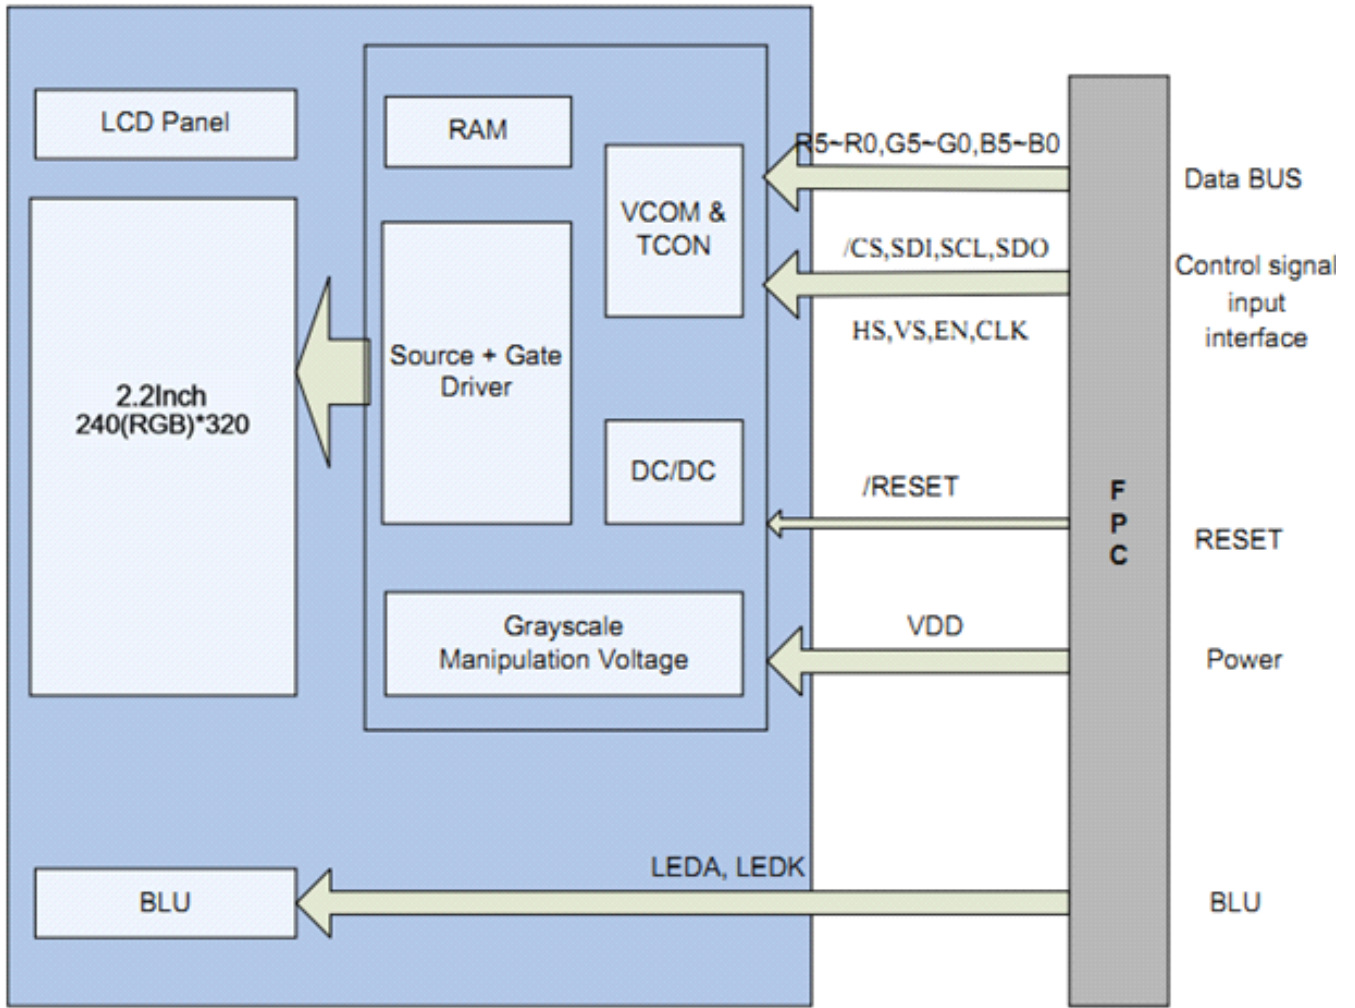 LCD Panel
2.2Inch
240(RGB)*320
BLU
RAM
Source + Gate
Driver
VCOM &
TCON
DC/DC
Grayscale
Manipulation Voltage
R5~R0,G5~G0,B5~B0
/CS,SDI,SCL,SDO
HS,VS,EN,CLK
/RESET
VDD
LEDA, LEDK
F
P
C
Data BUS
Control signal
input
interface
RESET
Power
BLU